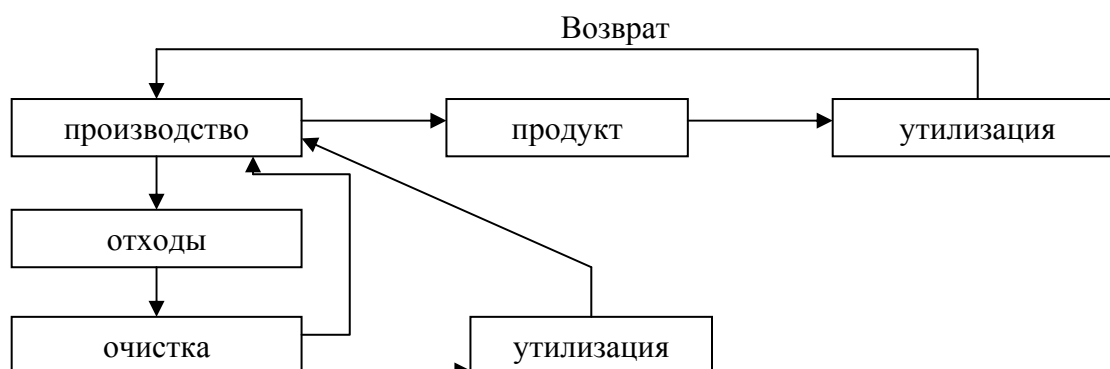 Возврат
производство
продукт
утилизация
отходы
очистка
утилизация